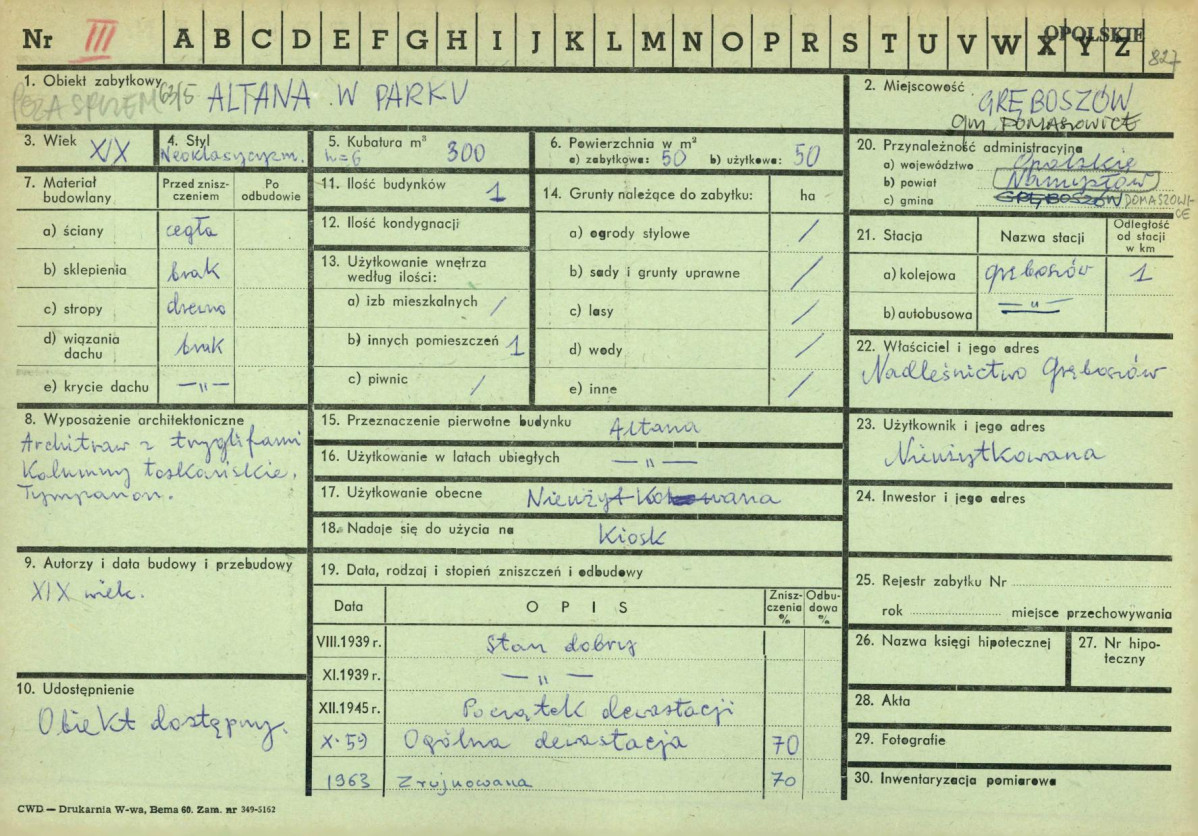 Nr III A B C D E F G H I J K L M N O P R S T U V W X Y Z
OPOLSKIE
827
1. Obiekt zabytkowy
63/5 ALTANA W PARKU
2. Miejscowość
GRĘBOSZÓW
gm. DOMASZOWICE
3. Wiek XIX
4. Styl
Neoklasycyzm.
5. Kubatura m³
h=6 300
6. Powierzchnia w m²
a) zabytkowa: 50 b) użytkowa: 50
20. Przynależność administracyjna
a) województwo Opolskie
b) powiat Namysłów
c) gmina GRĘBOSZÓW DOMASZOWICE
7. Materiał budowlany
Przed zniszczeniem
Po odbudowie
a) ściany cegła
b) sklepienia brak
c) stropy drewno
d) wiązania dachu brak
e) krycie dachu —"—
11. Ilość budynków 1
12. Ilość kondygnacji
13. Użytkowanie wnętrza
według ilości:
a) izb mieszkalnych /
b) innych pomieszczeń 1
c) piwnic /
14. Grunty należące do zabytku: ha
a) ogrody stylowe /
b) sady i grunty uprawne /
c) lasy /
d) wody /
e) inne /
21. Stacja
Nazwa stacji
Odległość
od stacji
w km
a) kolejowa Gręboszów 1
b) autobusowa —"—
22. Właściciel i jego adres
Nadleśnictwo Gręboszów
8. Wyposażenie architektoniczne
Architraw z tryglifami
Kolumny toskańskie.
Tympanon.
15. Przeznaczenie pierwotne budynku Altana
16. Użytkowanie w latach ubiegłych —"—
17. Użytkowanie obecne Nieużytkowana
18. Nadaje się do użycia na Kiosk
23. Użytkownik i jego adres
Nieużytkowana
24. Inwestor i jego adres
9. Autorzy i data budowy i przebudowy
XIX wiek.
10. Udostępnienie
Obiekt dostępny.
19. Data, rodzaj i stopień zniszczeń i odbudowy
Data
OPIS
Zniszczenia %
Odbudowa %
VIII.1939 r. Stan dobry
XI.1939 r. —"—
XII.1945 r. Początek dewastacji
X.59 Ogólna dewastacja 70
1963 Zrujnowana 70
25. Rejestr zabytku Nr
rok miejsce przechowywania
26. Nazwa księgi hipotecznej
27. Nr hipoteczny
28. Akta
29. Fotografie
30. Inwentaryzacja pomiarowa
CWD — Drukarnia W-wa, Bema 60. Zam. nr 349-5162